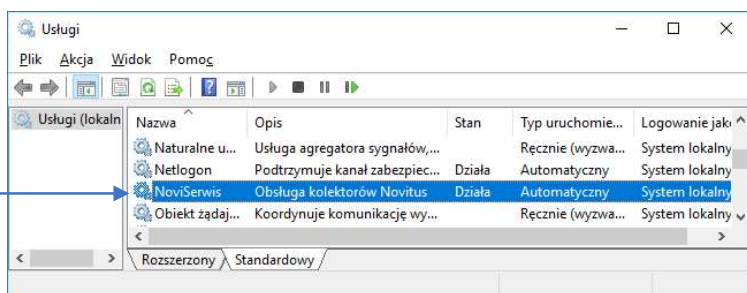 Usługi
Plik Akcja Widok Pomoc
Usługi (lokaln
Nazwa Opis Stan Typ uruchomie... Logowanie jak
Naturalne u... Usługa agregatora sygnałów,... Ręcznie (wyzwa... System lokalny
Netlogon Podtrzymuje kanał zabezpiec... Działa Automatyczny System lokalny
NoviSerwis Obsługa kolektorów Novitus Działa Automatyczny System lokalny
Obiekt żądaj... Koordynuje komunikację wy... Ręcznie (wyzwa... System lokalny
Rozszerzony Standardowy